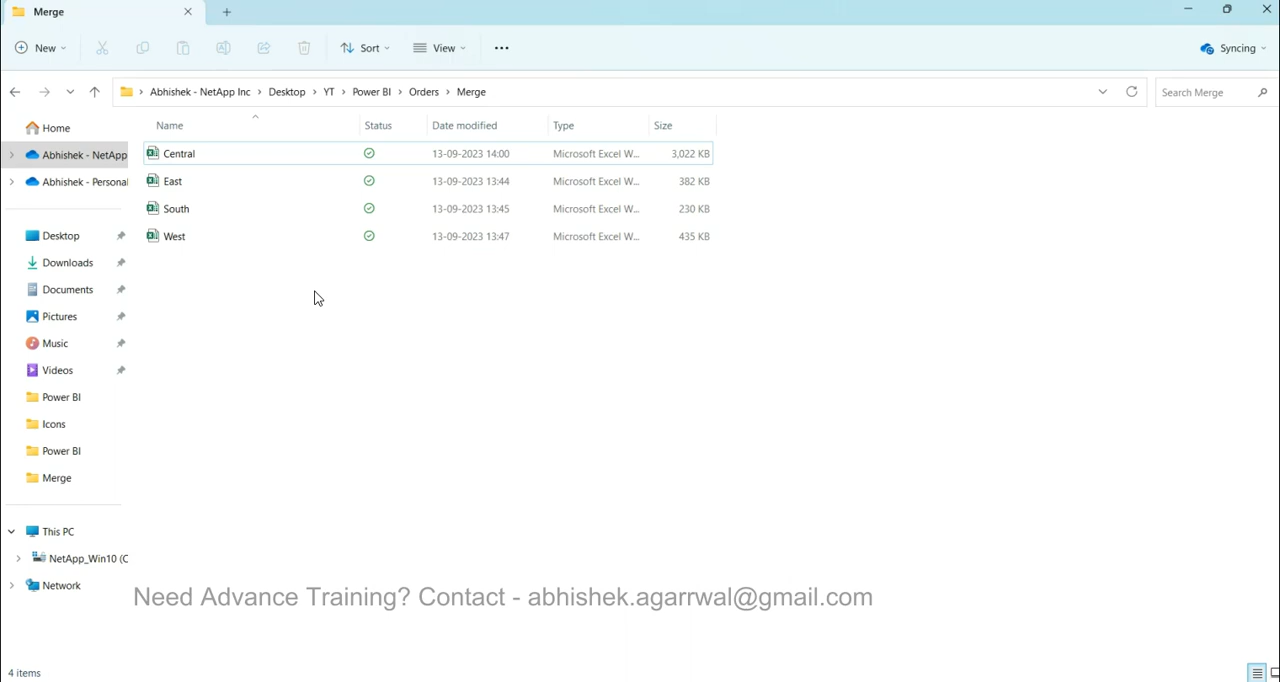 Merge
New
Sort
View
Syncing
Abhishek - NetApp Inc > Desktop > YT > Power BI > Orders > Merge
Search Merge
Name Status Date modified Type Size
Home
Abhishek - NetApp
Abhishek - Personal
Central 13-09-2023 14:00 Microsoft Excel W... 3,022 KB
East 13-09-2023 13:44 Microsoft Excel W... 382 KB
South 13-09-2023 13:45 Microsoft Excel W... 230 KB
West 13-09-2023 13:47 Microsoft Excel W... 435 KB
Desktop
Downloads
Documents
Pictures
Music
Videos
Power BI
Icons
Power BI
Merge
This PC
NetApp_Win10 (C
Network
Need Advance Training? Contact - abhishek.agarrwal@gmail.com
4 items